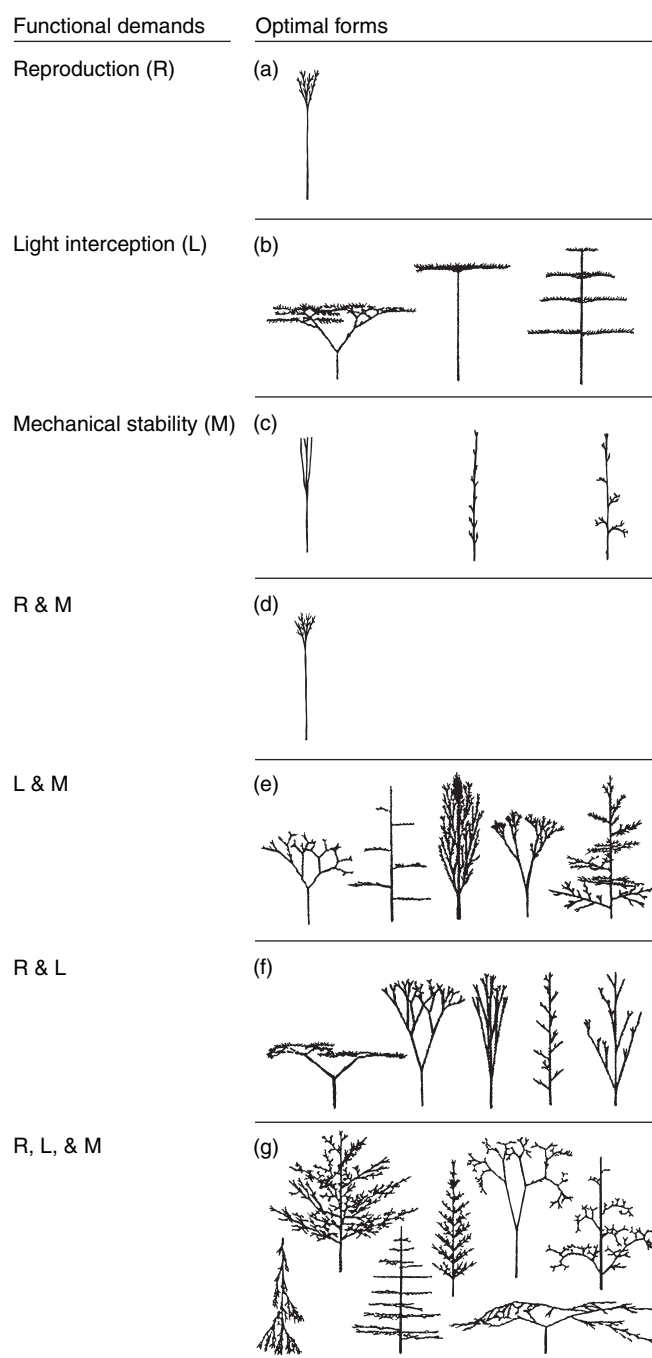 Functional demands Optimal forms
Reproduction (R) (a)
Light interception (L) (b)
Mechanical stability (M) (c)
R & M (d)
L & M (e)
R & L (f)
R, L, & M (g)